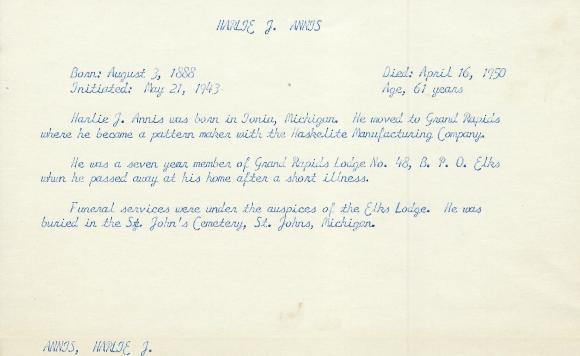 HARLIE J. ANNIS
Born: August 3, 1888 Died: April 16, 1950
Initiated: May 21, 1943 Age, 61 years
Harlie J. Annis was born in Ionia, Michigan. He moved to Grand Rapids
where he became a pattern maker with the Haskelite Manufacturing Company.
He was a seven year member of Grand Rapids Lodge No. 48, B. P. O. Elks
when he passed away at his home after a short illness.
Funeral services were under the auspices of the Elks Lodge. He was
buried in the St. John's Cemetery, St. Johns, Michigan.
ANNIS, HARLIE J.